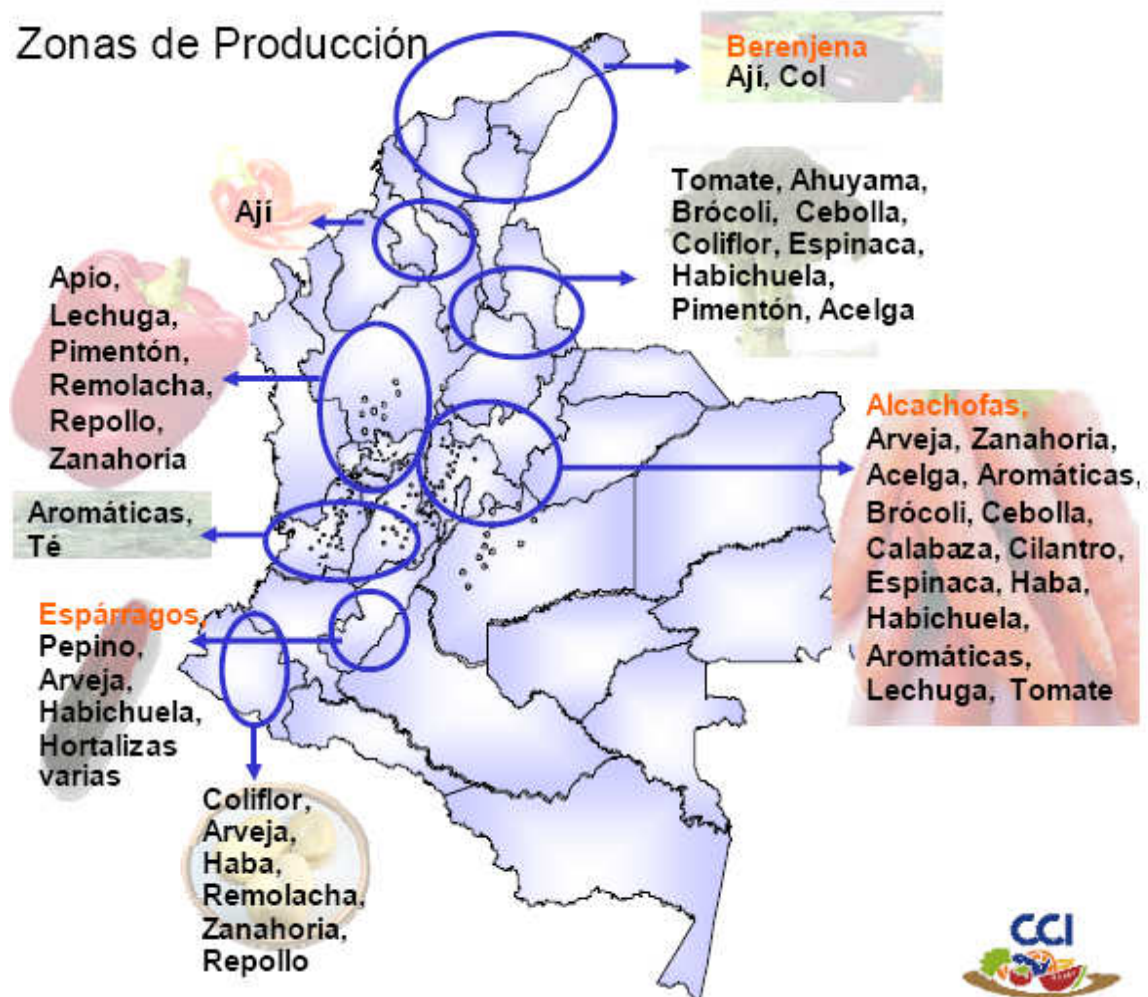 Zonas de Producción
Berenjena
Ají, Col
Tomate, Ahuyama,
Brócoli, Cebolla,
Coliflor, Espinaca,
Habichuela,
Pimentón, Acelga
Ají
Apio,
Lechuga,
Pimentón,
Remolacha,
Repollo,
Zanahoria
Alcachofas,
Arveja, Zanahoria,
Acelga, Aromáticas,
Brócoli, Cebolla,
Calabaza, Cilantro,
Espinaca, Haba,
Habichuela,
Aromáticas,
Lechuga, Tomate
Aromáticas,
Té
Espárragos,
Pepino,
Arveja,
Habichuela,
Hortalizas
varias
Coliflor,
Arveja,
Haba,
Remolacha,
Zanahoria,
Repollo
CCI